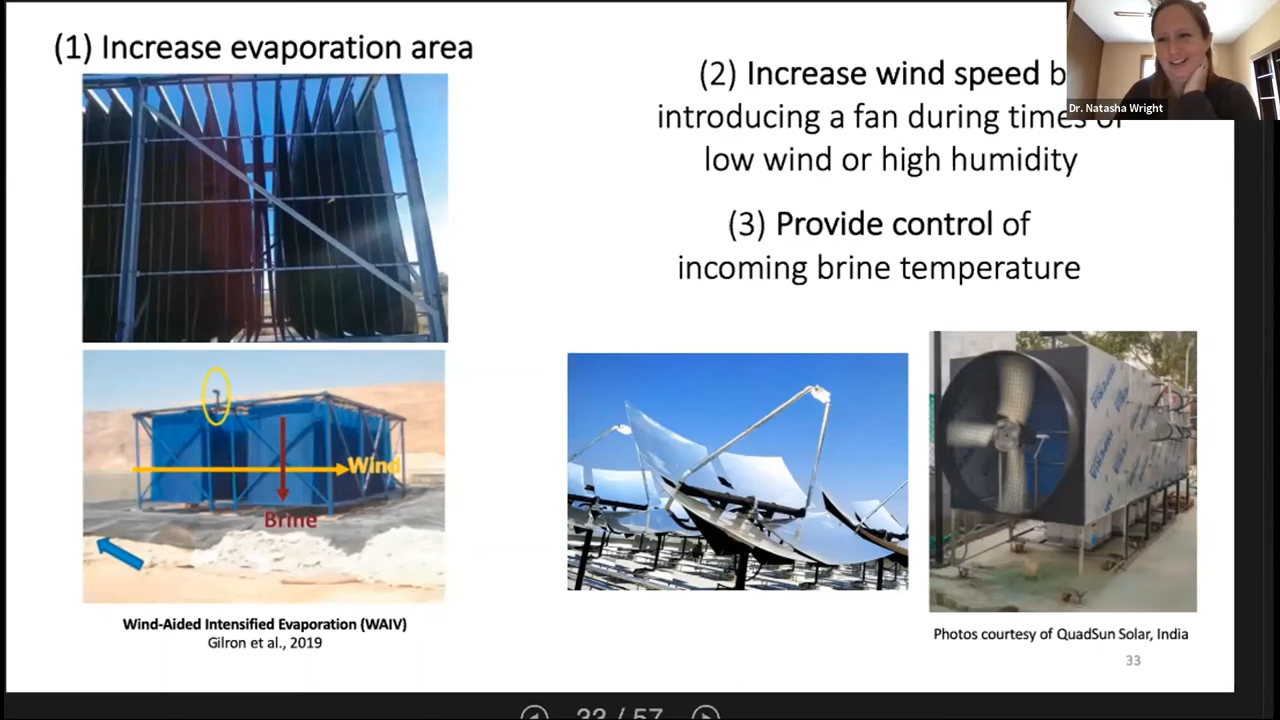 (1) Increase evaporation area
Wind
Brine
Wind-Aided Intensified Evaporation (WAIV)
Gilron et al., 2019
(2) Increase wind speed b
introducing a fan during times of
low wind or high humidity
(3) Provide control of
incoming brine temperature
Photos courtesy of QuadSun Solar, India
33
Dr. Natasha Wright
33 / 57